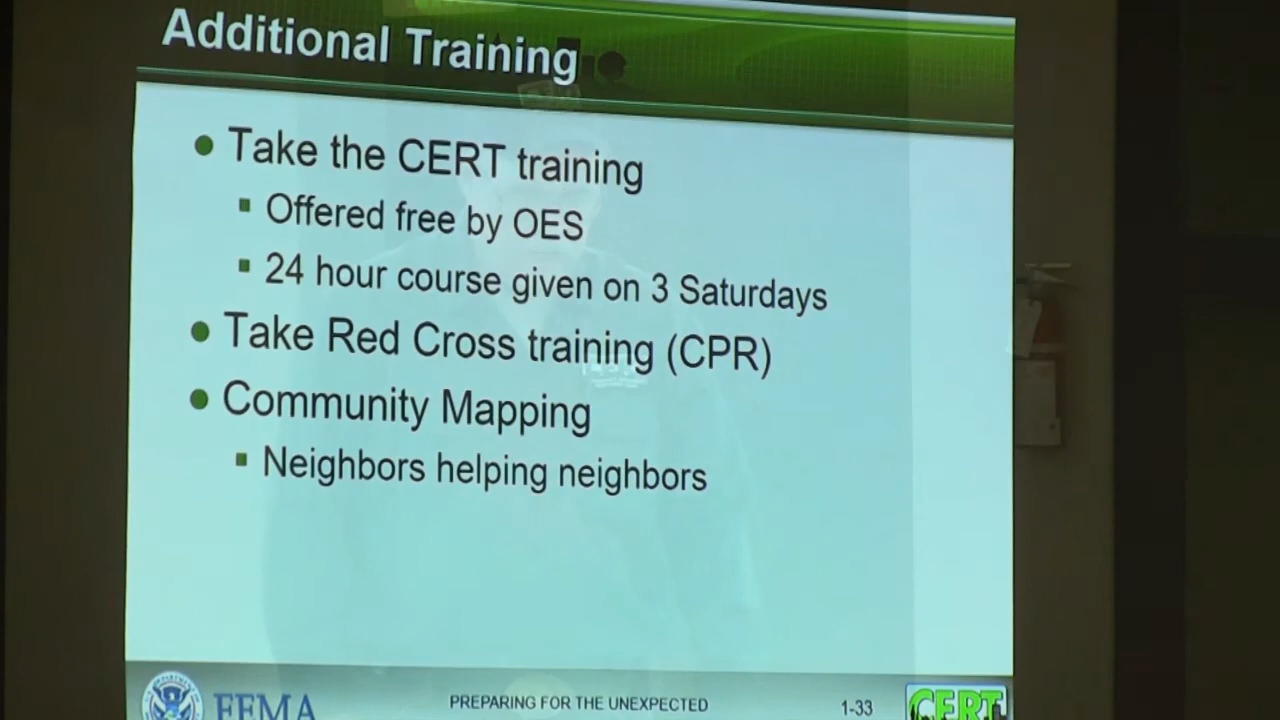 Additional Training
Take the CERT training
Offered free by OES
24 hour course given on 3 Saturdays
Take Red Cross training (CPR)
Community Mapping
Neighbors helping neighbors
FEMA
PREPARING FOR THE UNEXPECTED
1-33
CERT